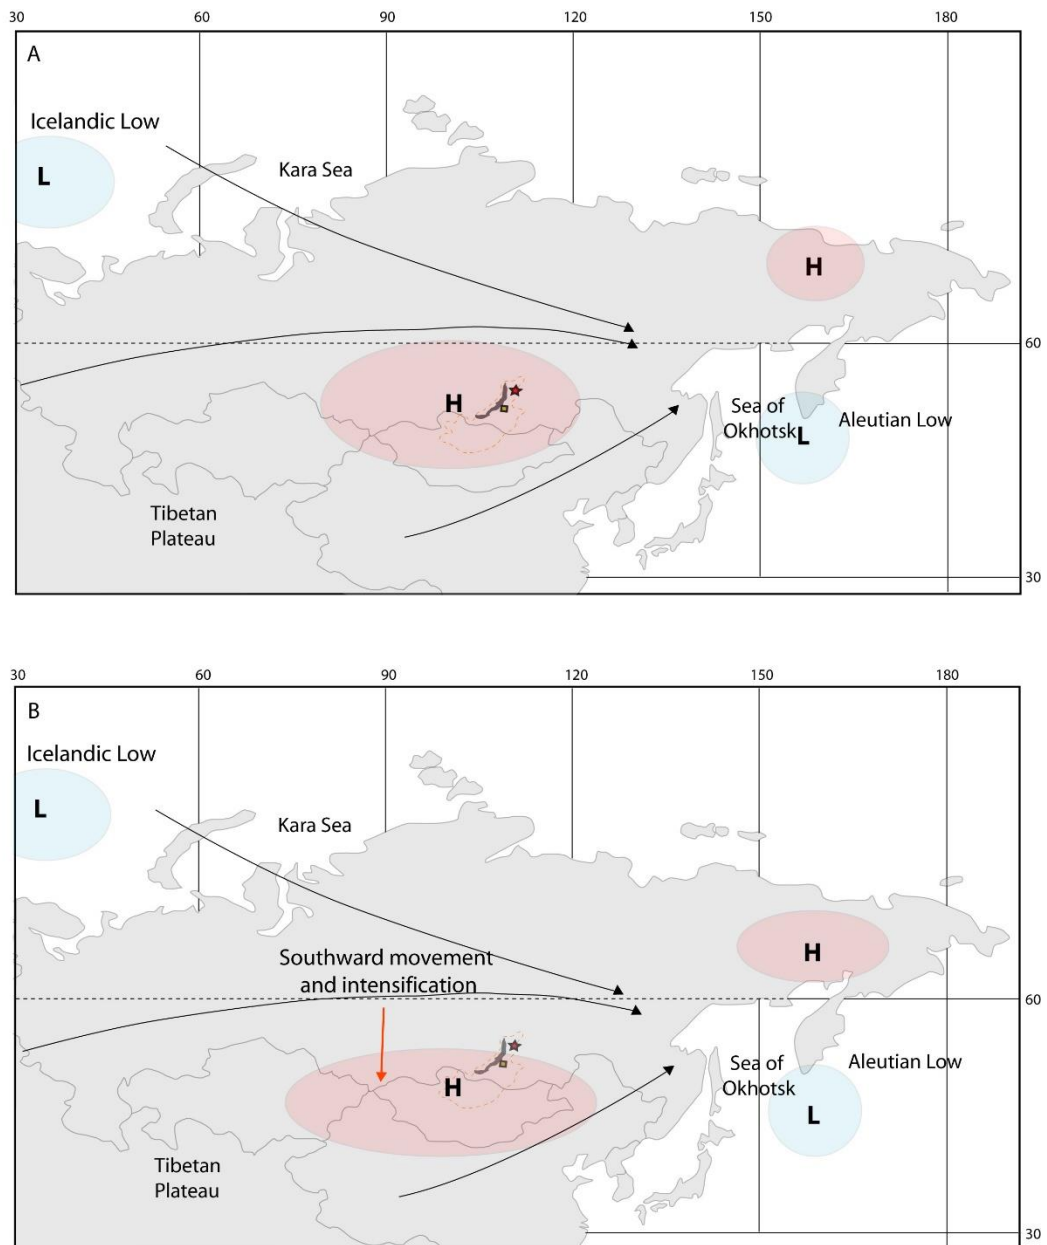 30 60 90 120 150 180
A
Icelandic Low
Kara Sea
L
H
60
H
Sea of
Okhotsk
L
Aleutian Low
Tibetan
Plateau
30
30 60 90 120 150 180
B
Icelandic Low
L
Kara Sea
H
Southward movement
and intensification
60
H
Sea of
Okhotsk
Aleutian Low
L
Tibetan
Plateau
30